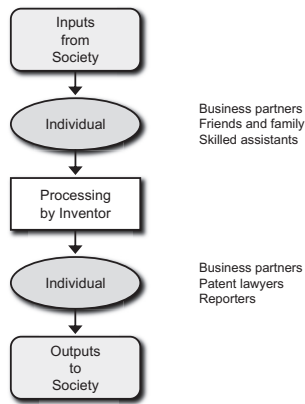 Inputs
from
Society
Individual
Business partners
Friends and family
Skilled assistants
Processing
by Inventor
Individual
Business partners
Patent lawyers
Reporters
Outputs
to
Society